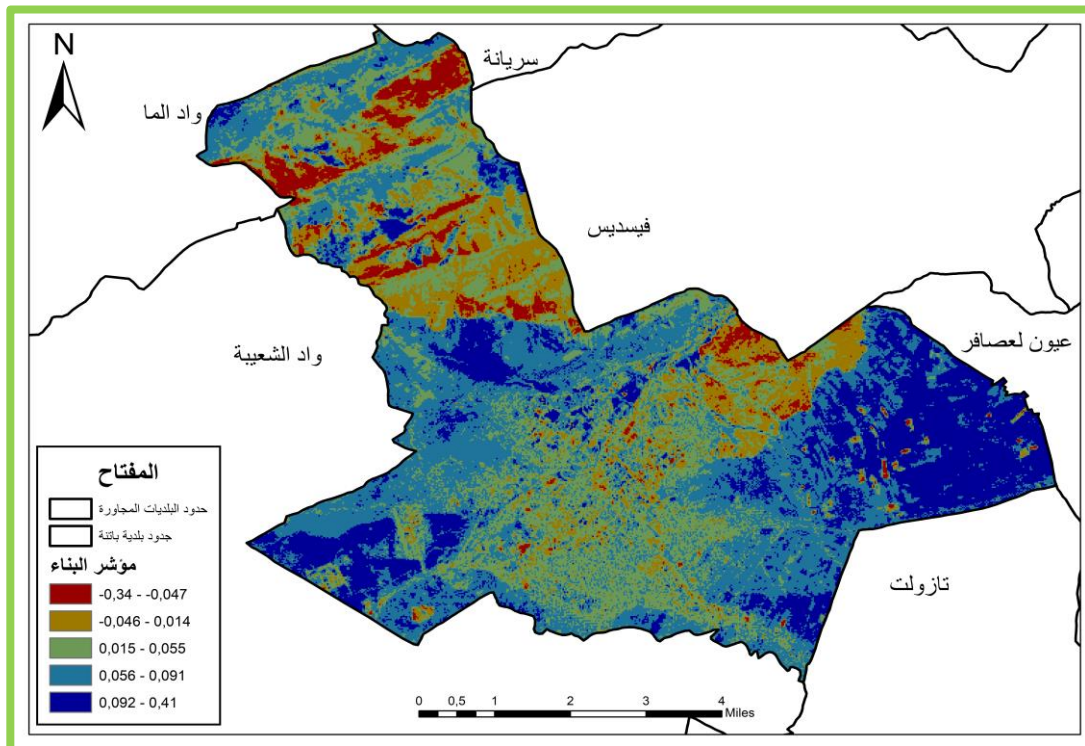 N
سريانة
واد الما
فيسديس
واد الشعيبة
عيون لعصافر
تازولت
المفتاح
حدود البلديات المجاورة
جدود بلدية باتنة
مؤشر البناء
-0,34 - -0,047
-0,046 - 0,014
0,015 - 0,055
0,056 - 0,091
0,092 - 0,41
0 0,5 1 2 3 4
Miles